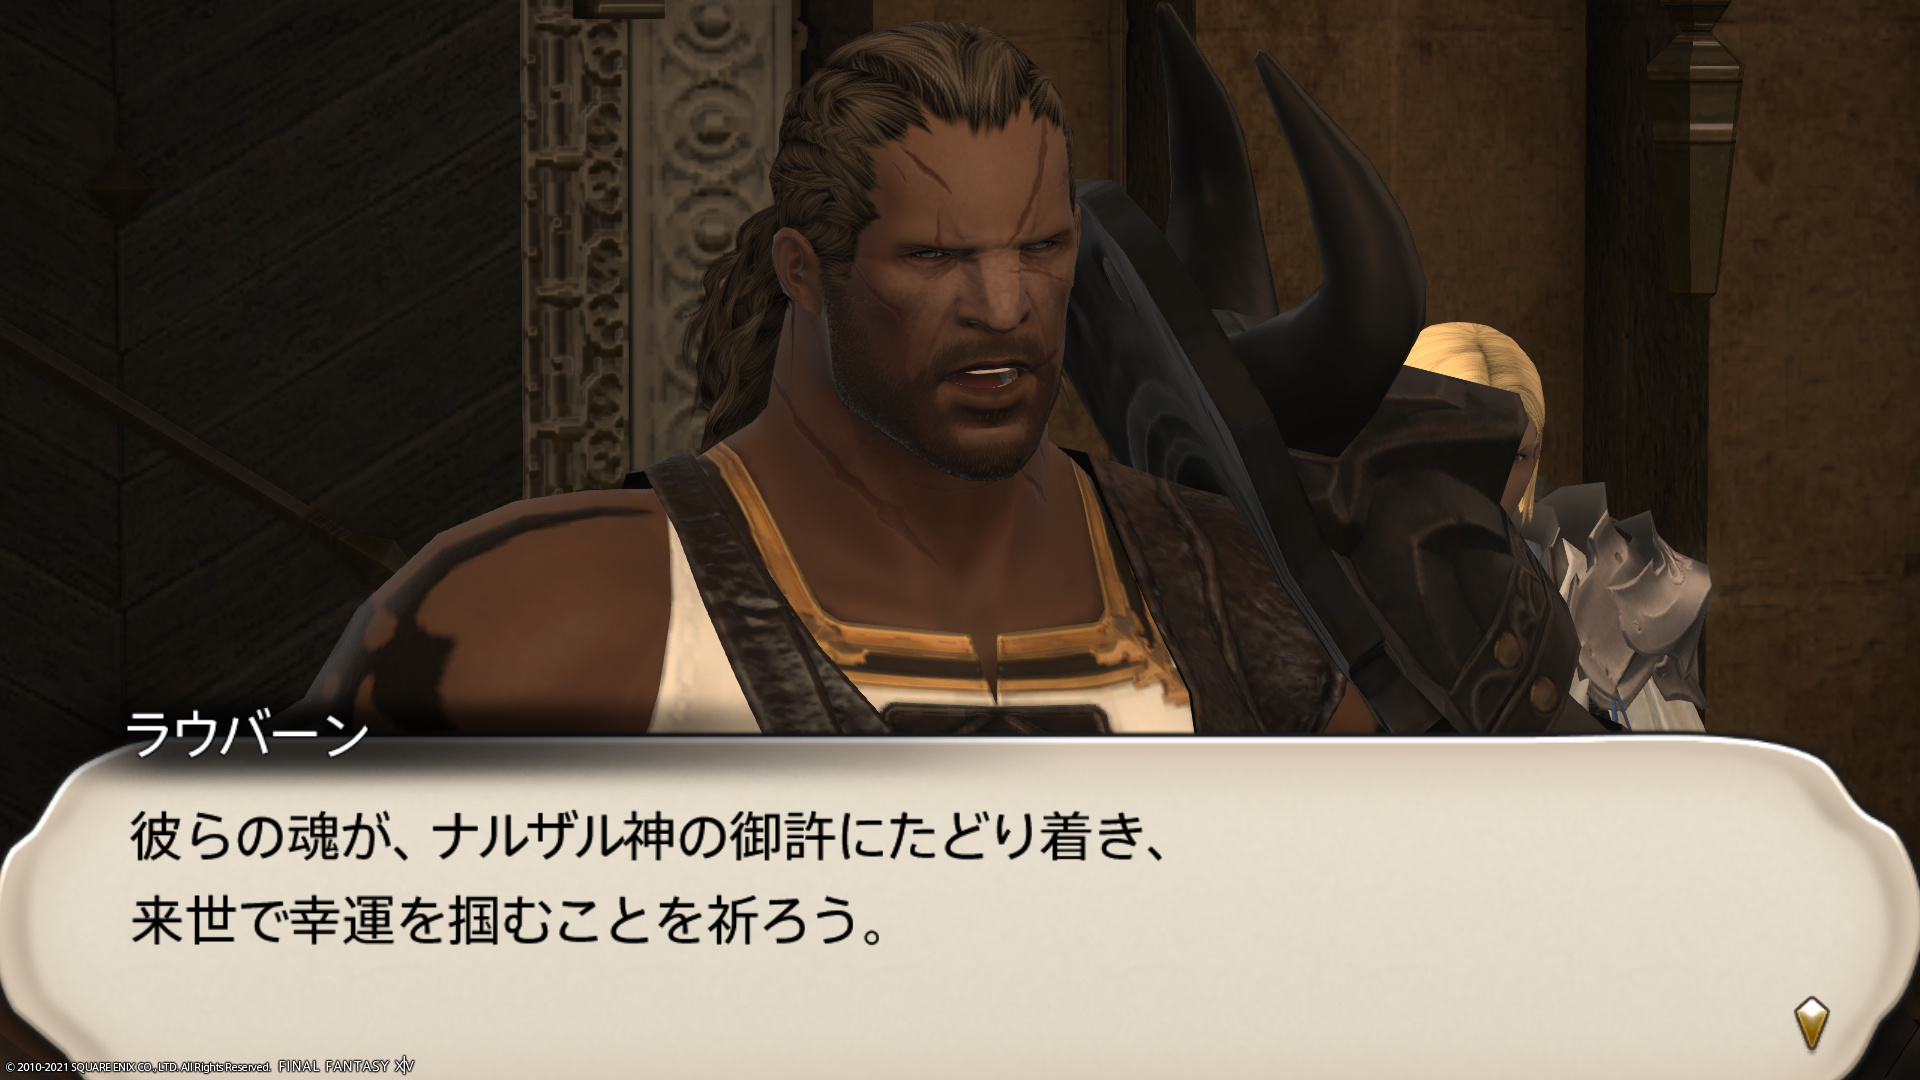 ラウバーン
彼らの魂が、ナルザル神の御許にたどり着き、
来世で幸運を掴むことを祈ろう。
© 2010-2021 SQUARE ENIX CO., LTD. All Rights Reserved. FINAL FANTASY XIV